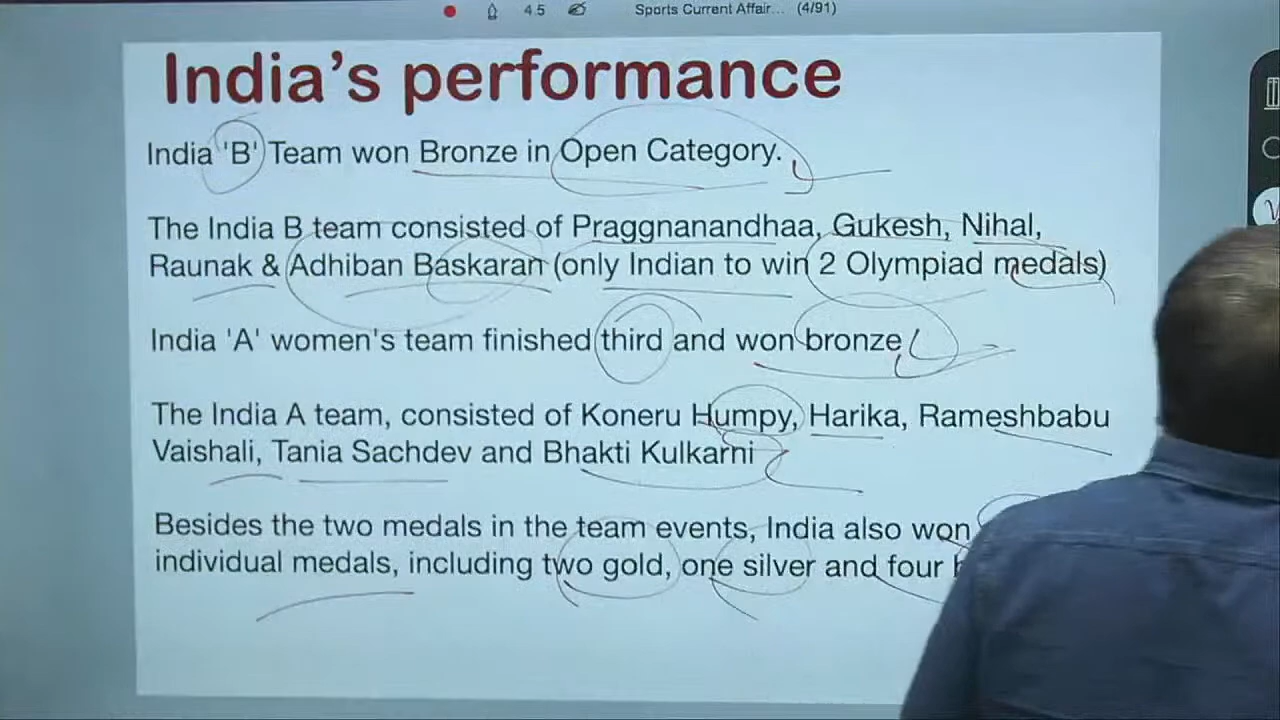 4.5 Sports Current Affair... (4/91)
India's performance
India 'B' Team won Bronze in Open Category.
The India B team consisted of Praggnanandhaa, Gukesh, Nihal,
Raunak & Adhiban Baskaran (only Indian to win 2 Olympiad medals)
India 'A' women's team finished third and won bronze
The India A team, consisted of Koneru Humpy, Harika, Rameshbabu
Vaishali, Tania Sachdev and Bhakti Kulkarni
Besides the two medals in the team events, India also won
individual medals, including two gold, one silver and four